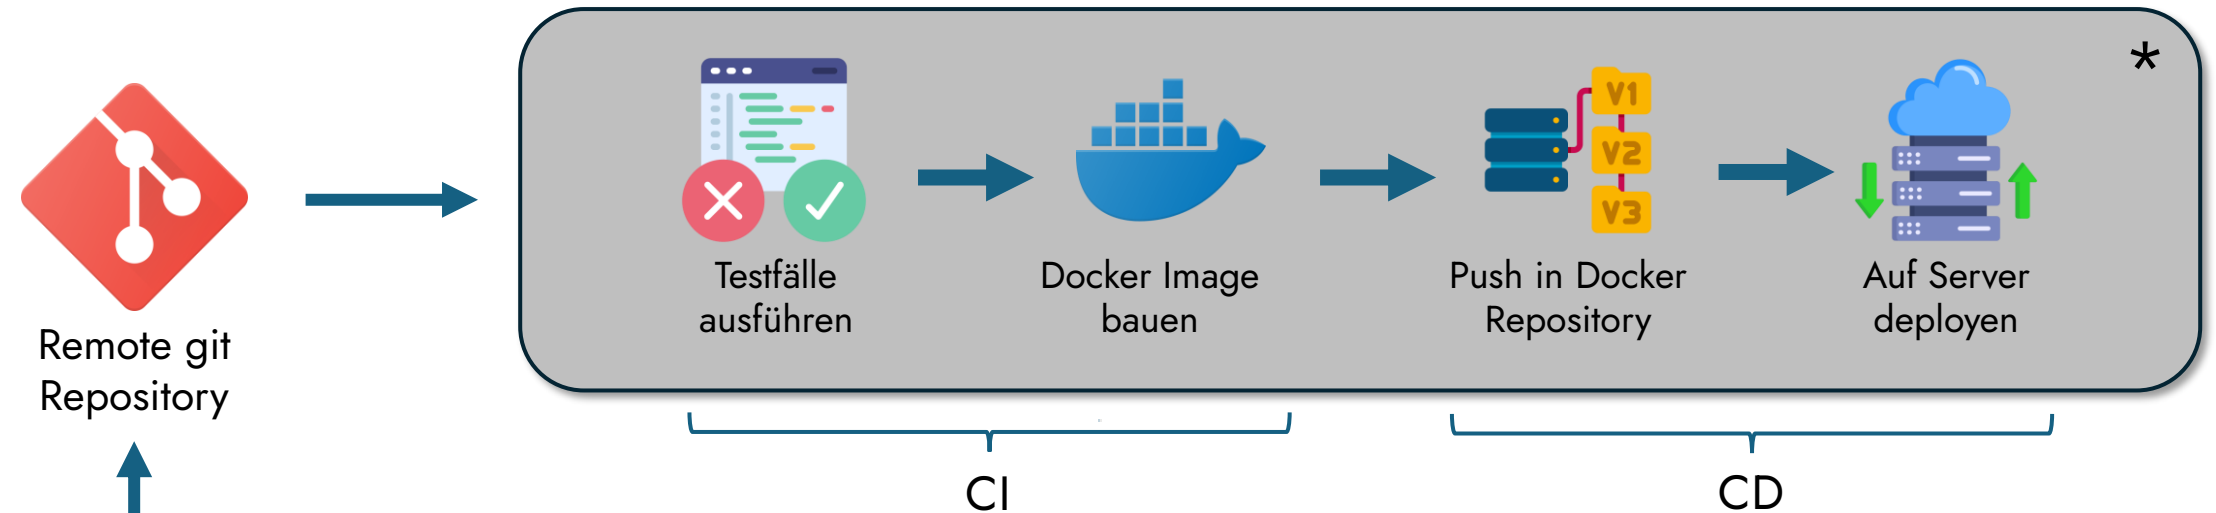 *
V1
V2
V3
Testfälle
ausführen
Docker Image
bauen
Push in Docker
Repository
Auf Server
deployen
Remote git
Repository
CI
CD